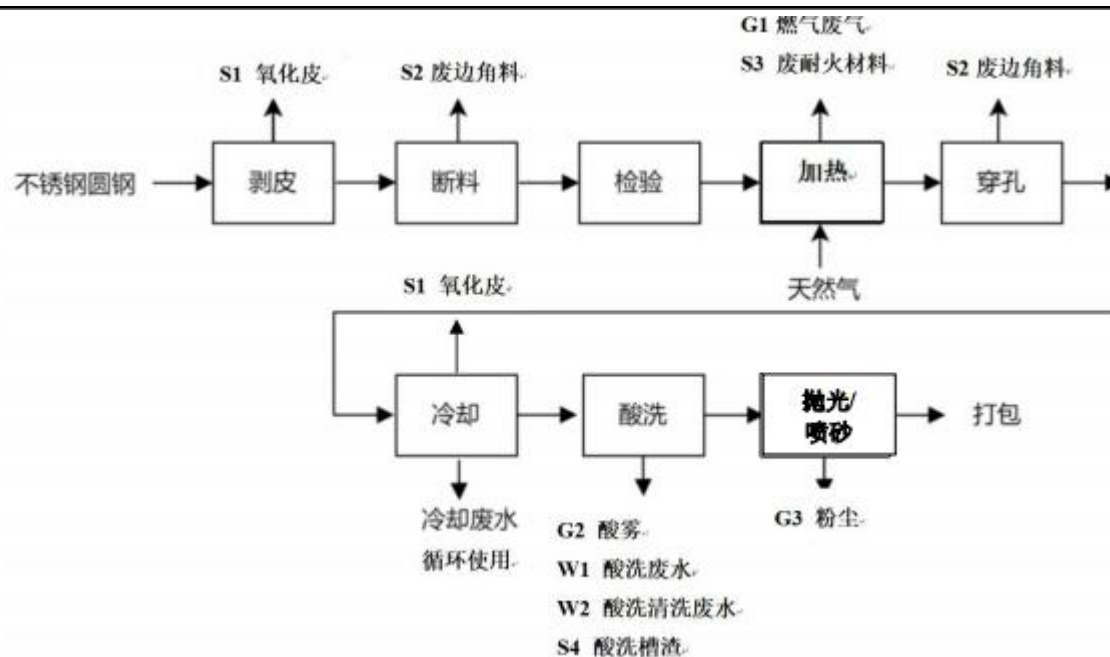 G1 燃气废气
S1 氧化皮
S2 废边角料
S3 废耐火材料
S2 废边角料
不锈钢圆钢
剥皮
断料
检验
加热
穿孔
天然气
S1 氧化皮
冷却
酸洗
抛光/
喷砂
打包
冷却废水
循环使用
G2 酸雾
W1 酸洗废水
W2 酸洗清洗废水
S4 酸洗槽渣
G3 粉尘